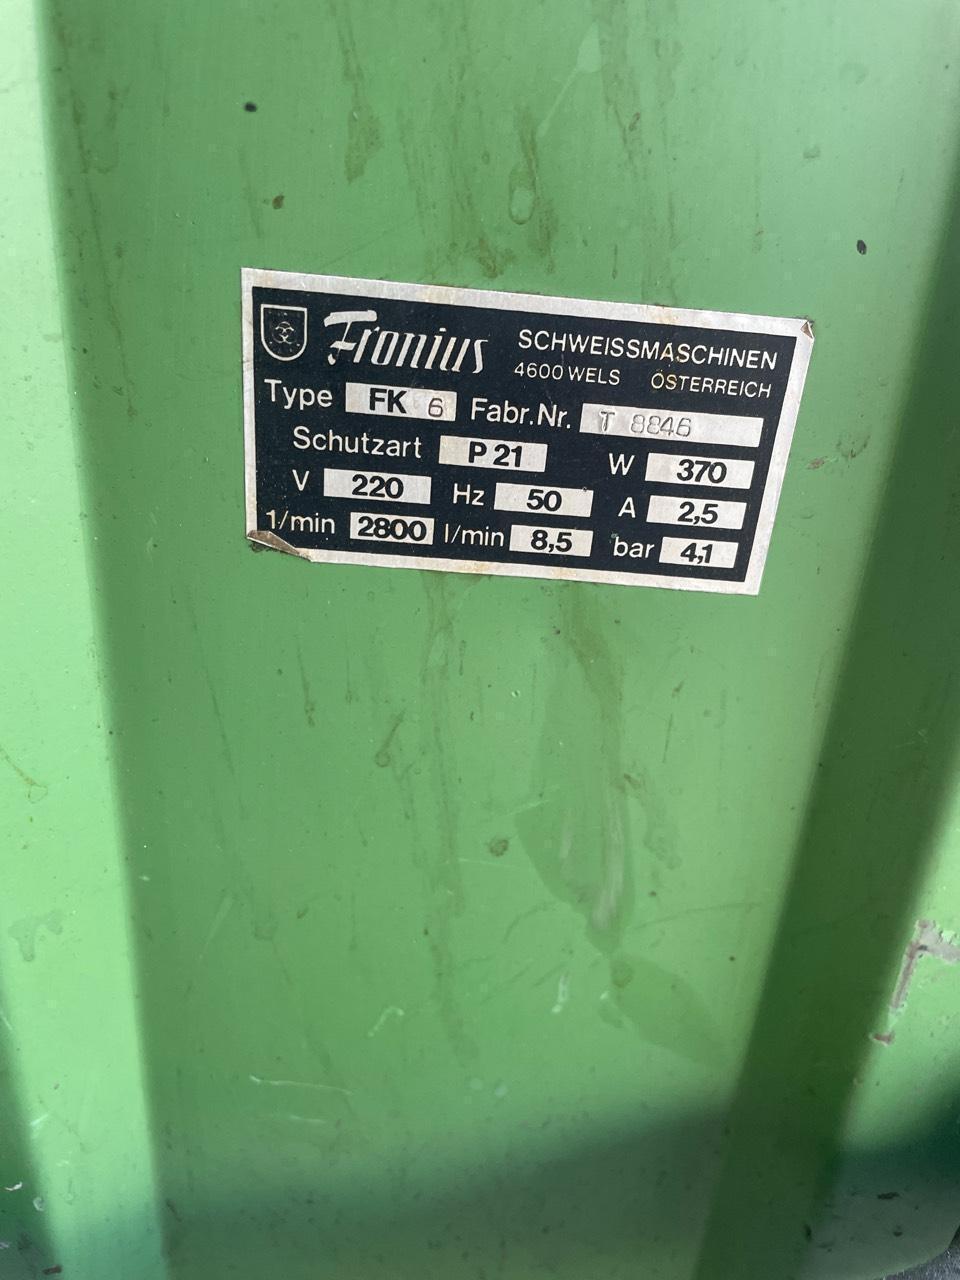 Fronius SCHWEISSMASCHINEN
4600 WELS ÖSTERREICH
Type FK 6 Fabr.Nr. T 8846
Schutzart P 21 W 370
V 220 Hz 50 A 2,5
1/min 2800 l/min 8,5 bar 4,1